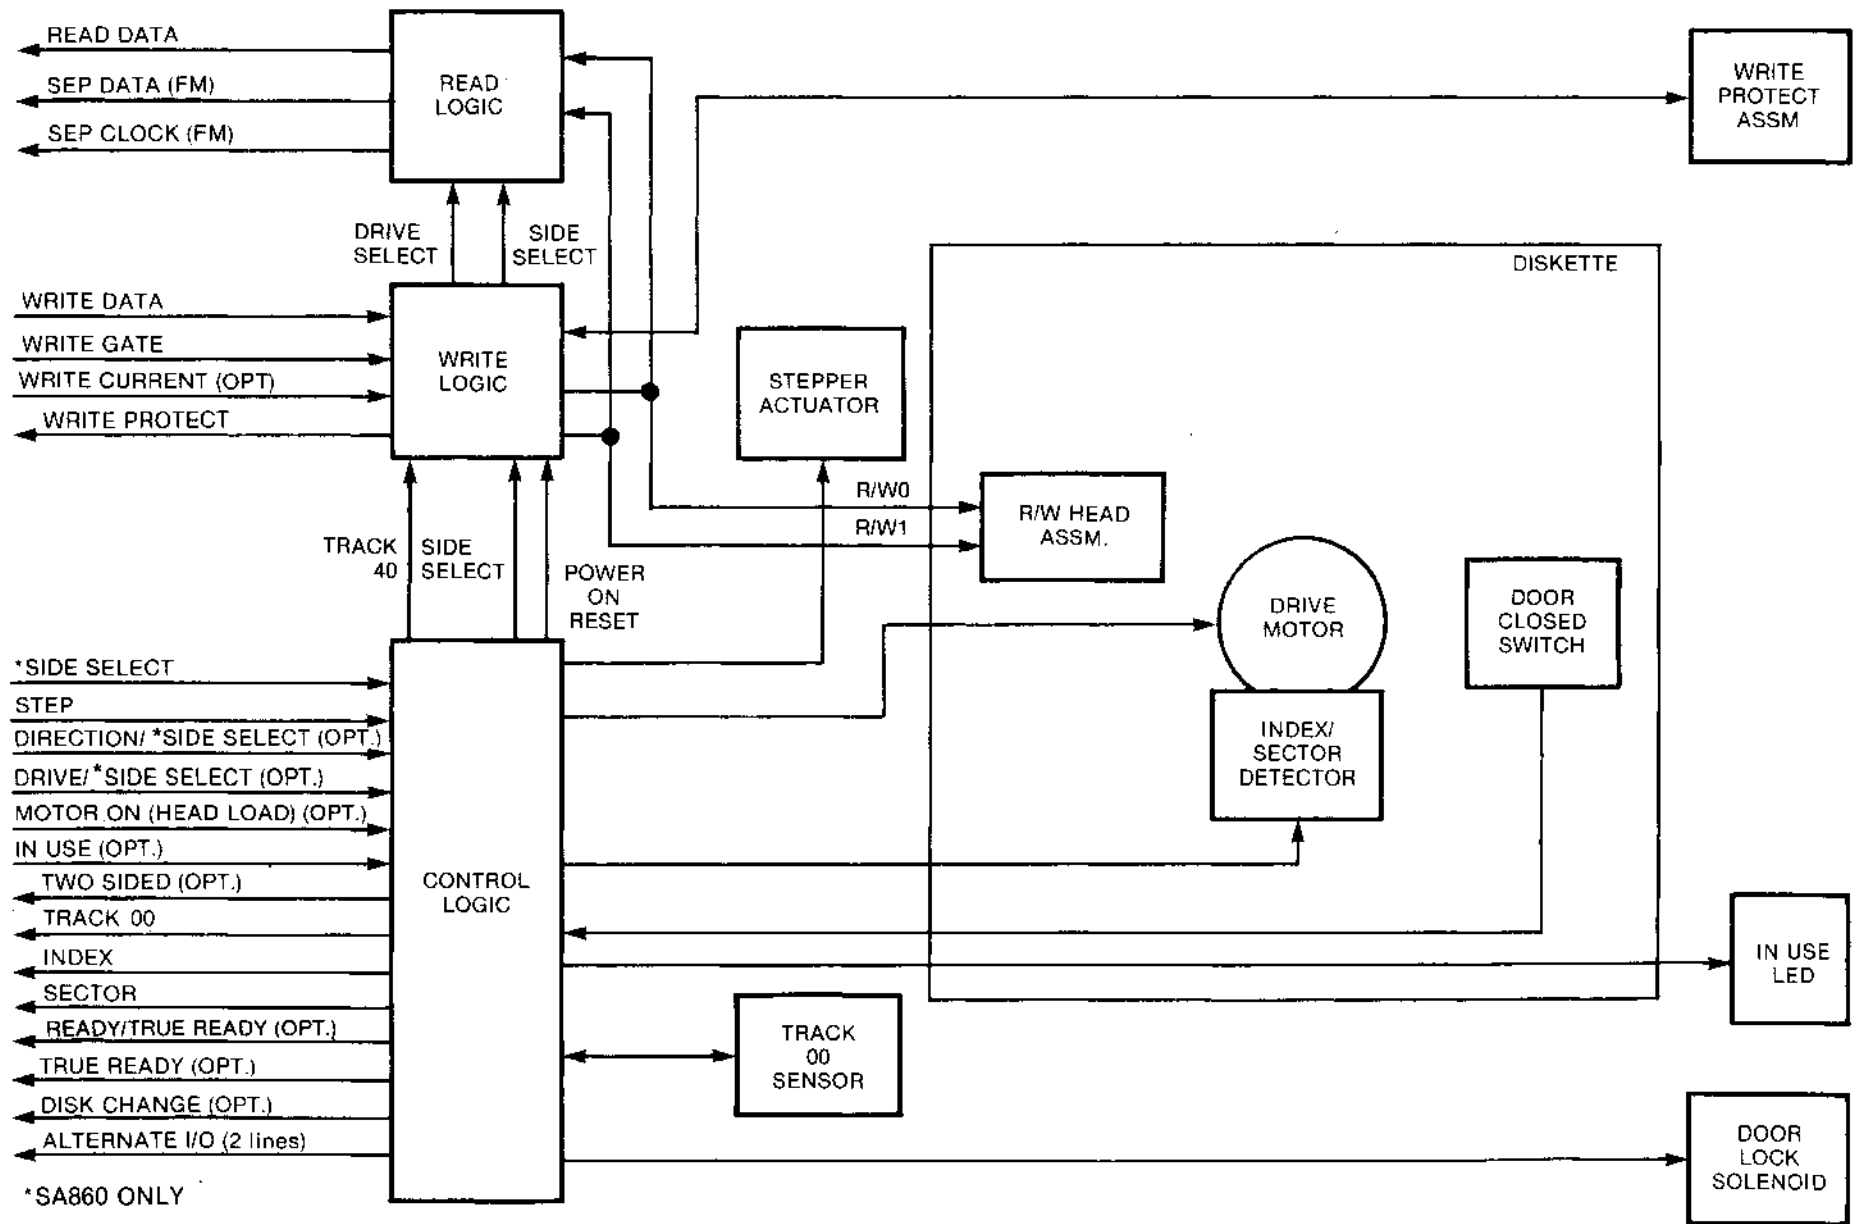 READ DATA
SEP DATA (FM)
SEP CLOCK (FM)
READ
LOGIC
WRITE
PROTECT
ASSM
DRIVE
SELECT
SIDE
SELECT
DISKETTE
WRITE DATA
WRITE GATE
WRITE CURRENT (OPT)
WRITE PROTECT
WRITE
LOGIC
STEPPER
ACTUATOR
R/W0
R/W1
R/W HEAD
ASSM.
TRACK
40
SIDE
SELECT
POWER
ON
RESET
DRIVE
MOTOR
DOOR
CLOSED
SWITCH
INDEX/
SECTOR
DETECTOR
*SIDE SELECT
STEP
DIRECTION/ *SIDE SELECT (OPT.)
DRIVE/ *SIDE SELECT (OPT.)
MOTOR ON (HEAD LOAD) (OPT.)
IN USE (OPT.)
TWO SIDED (OPT.)
TRACK 00
INDEX
SECTOR
READY/TRUE READY (OPT.)
TRUE READY (OPT.)
DISK CHANGE (OPT.)
ALTERNATE I/O (2 lines)
CONTROL
LOGIC
IN USE
LED
TRACK
00
SENSOR
DOOR
LOCK
SOLENOID
*SA860 ONLY